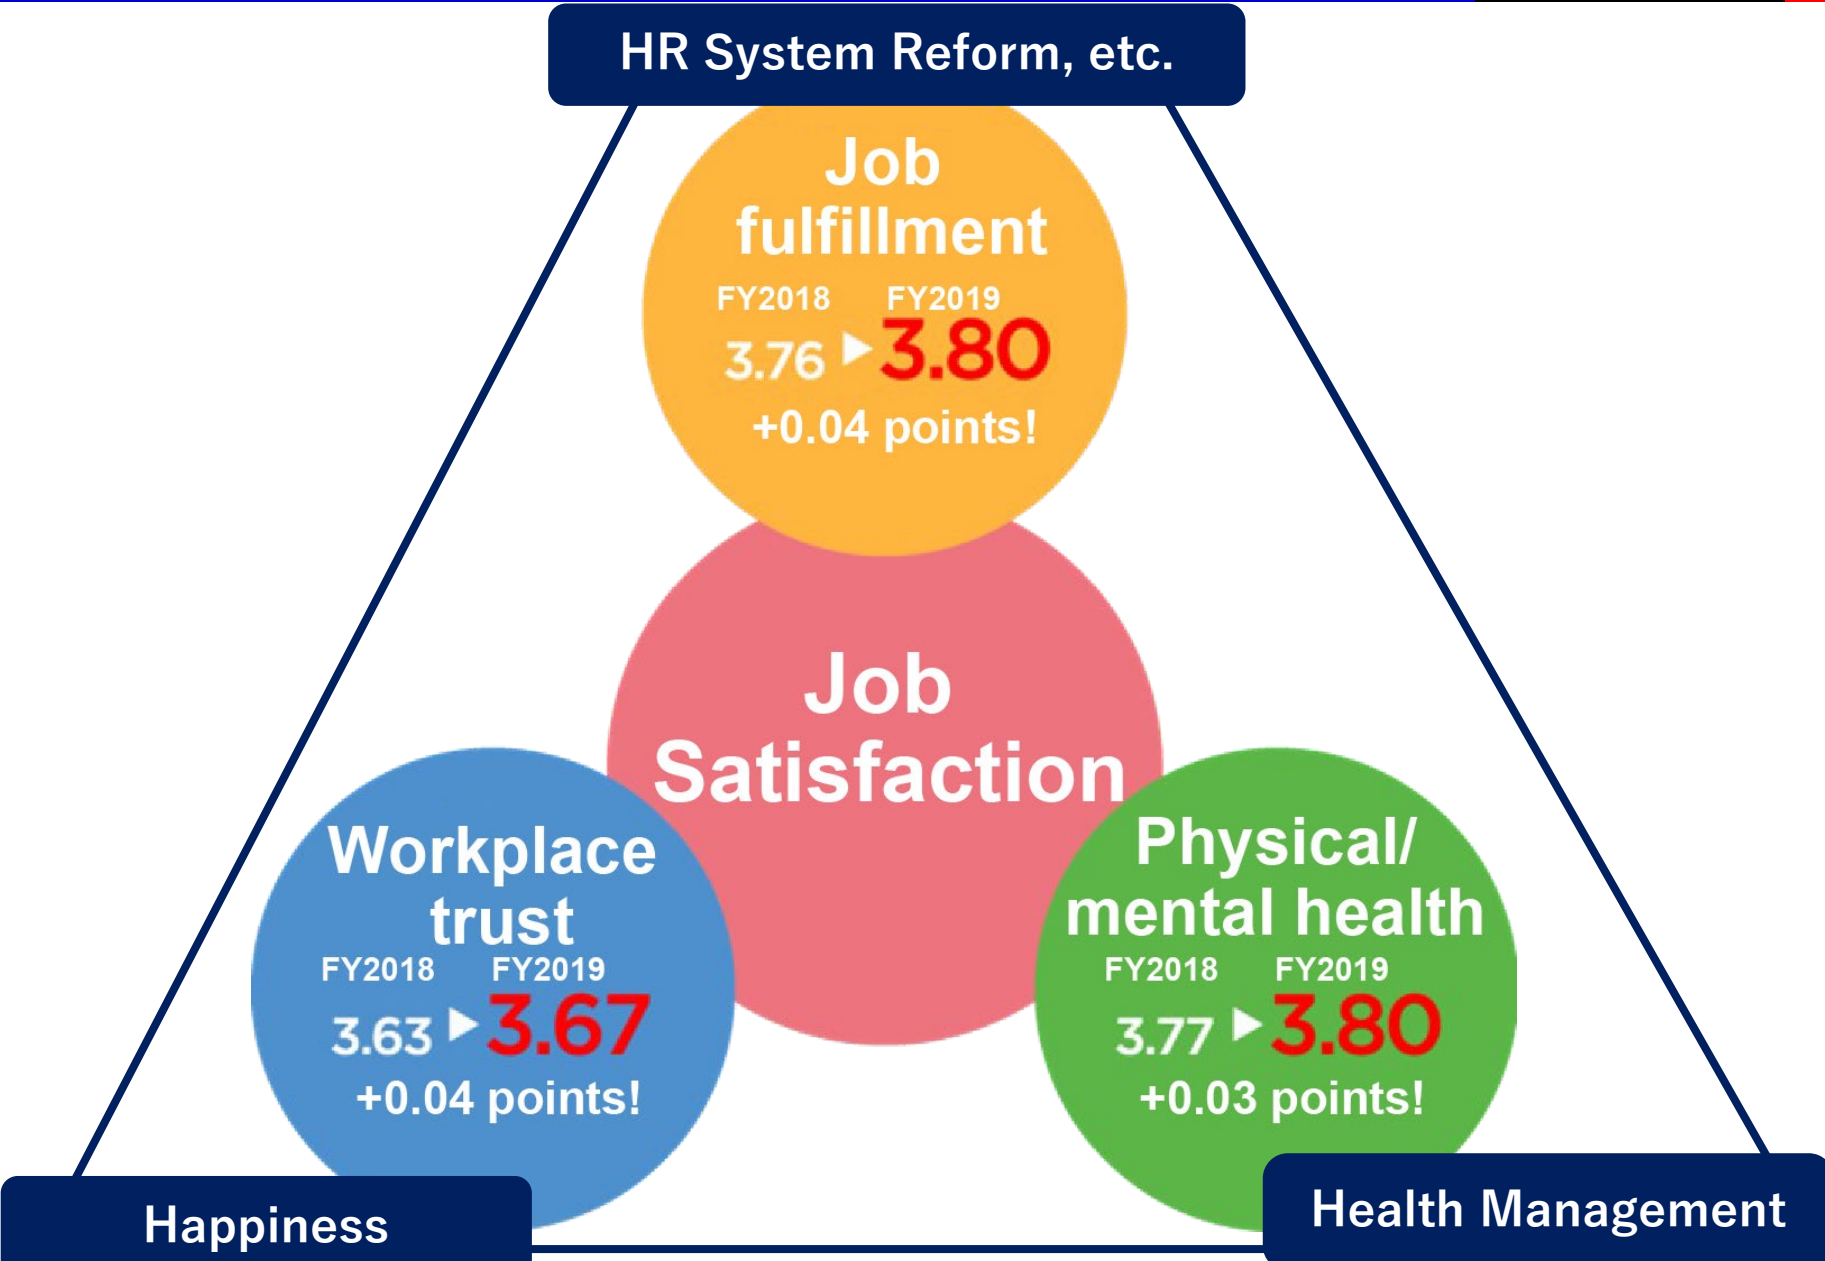 HR System Reform, etc.
Job
fulfillment
FY2018 FY2019
3.76 ▶ 3.80
+0.04 points!
Job
Satisfaction
Workplace
trust
FY2018 FY2019
3.63 ▶ 3.67
+0.04 points!
Physical/
mental health
FY2018 FY2019
3.77 ▶ 3.80
+0.03 points!
Happiness
Health Management